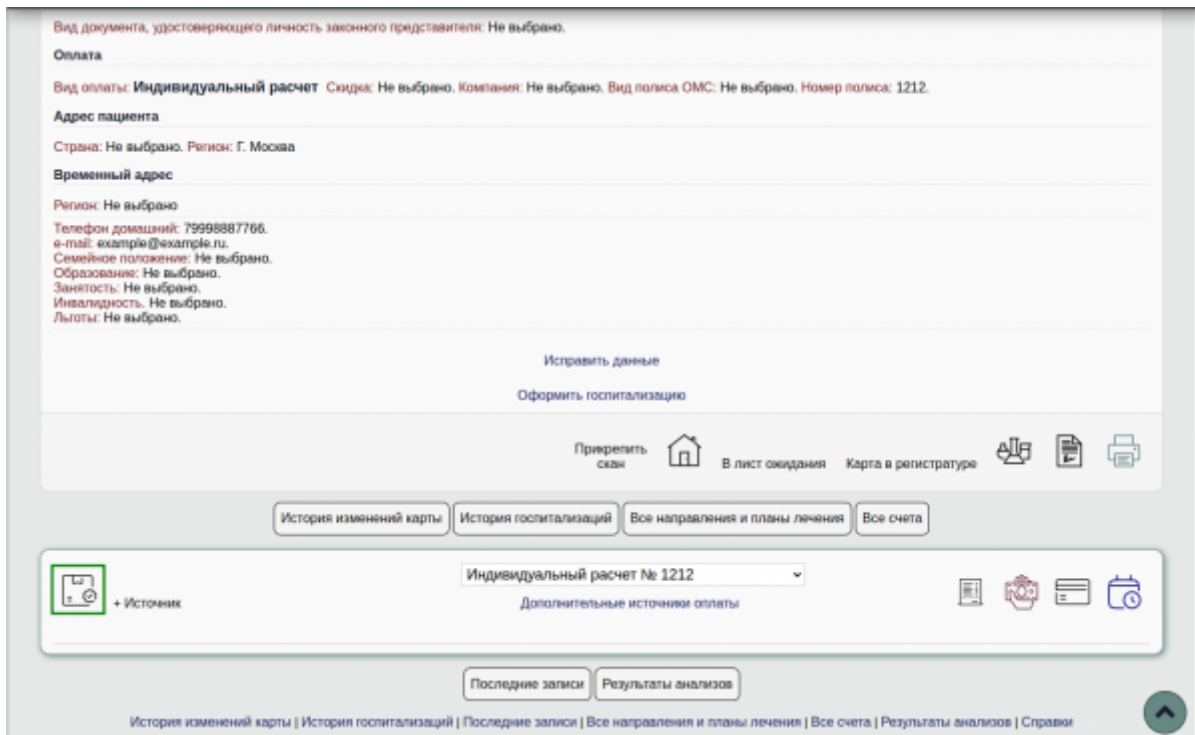 Вид документа, удостоверяющего личность законного представителя: Не выбрано.
Оплата
Вид оплаты: Индивидуальный расчет Скидка: Не выбрано. Компания: Не выбрано. Вид полиса ОМС: Не выбрано. Номер полиса: 1212.
Адрес пациента
Страна: Не выбрано. Регион: Г. Москва
Временный адрес
Регион: Не выбрано
Телефон домашний: 79998887766.
e-mail: example@example.ru.
Семейное положение: Не выбрано.
Образование: Не выбрано.
Занятость: Не выбрано.
Инвалидность. Не выбрано.
Льготы: Не выбрано.
Исправить данные
Оформить госпитализацию
Прикрепить
скан
В лист ожидания Карта в регистратуре
История изменений карты История госпитализаций Все направления и планы лечения Все счета
Индивидуальный расчет № 1212
+ Источник
Дополнительные источники оплаты
Последние записи Результаты анализов
История изменений карты | История госпитализаций | Последние записи | Все направления и планы лечения | Все счета | Результаты анализов | Справки